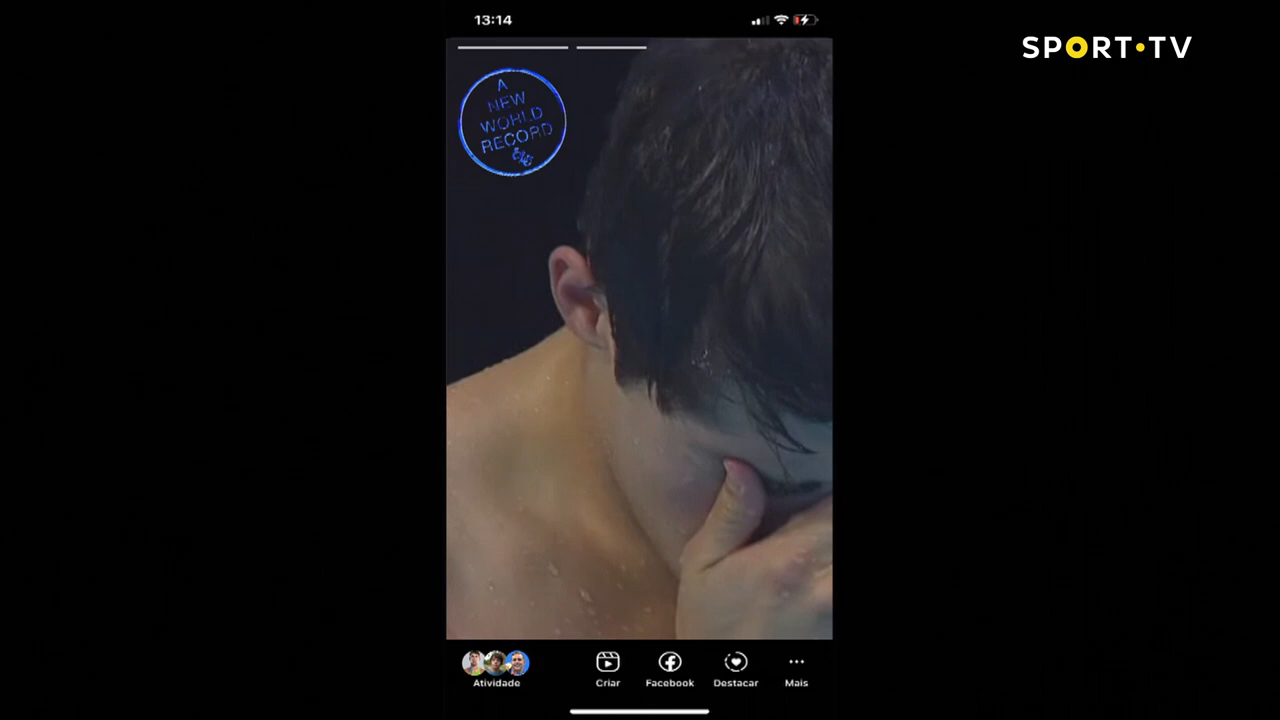 13:14
SPORT•TV
A
NEW
WORLD
RECORD
Atividade
Criar
Facebook
Destacar
Mais